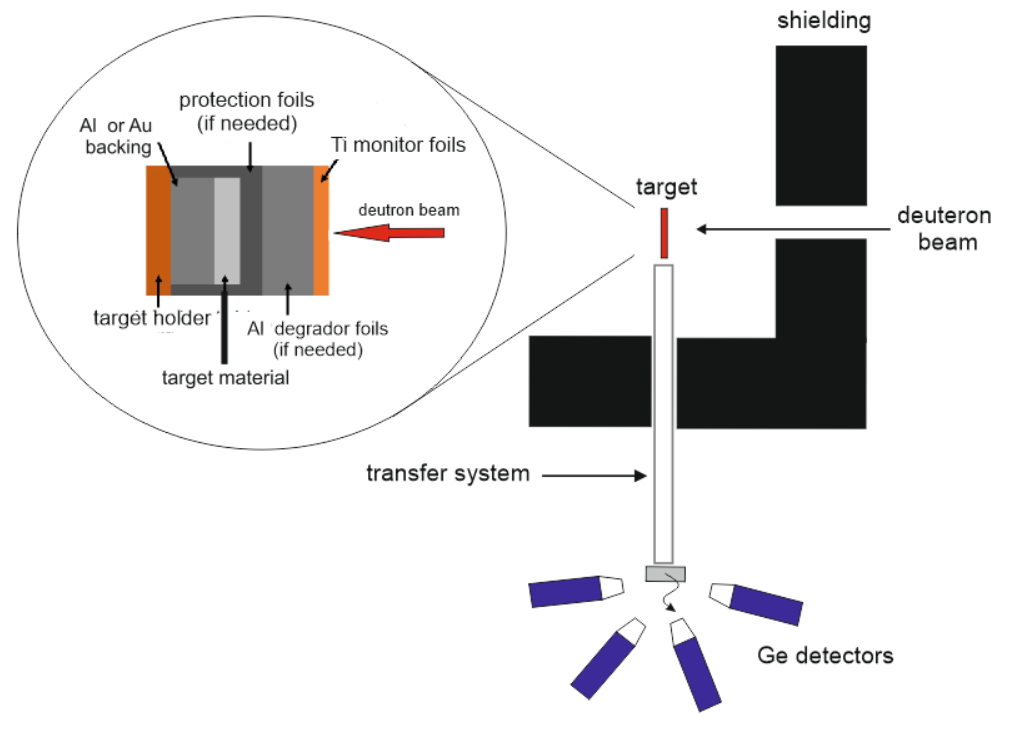 shielding
protection foils
(if needed)
Al or Au
backing
Ti monitor foils
target
deutron beam
deuteron
beam
target holder
Al degrador foils
(if needed)
target material
transfer system
Ge detectors